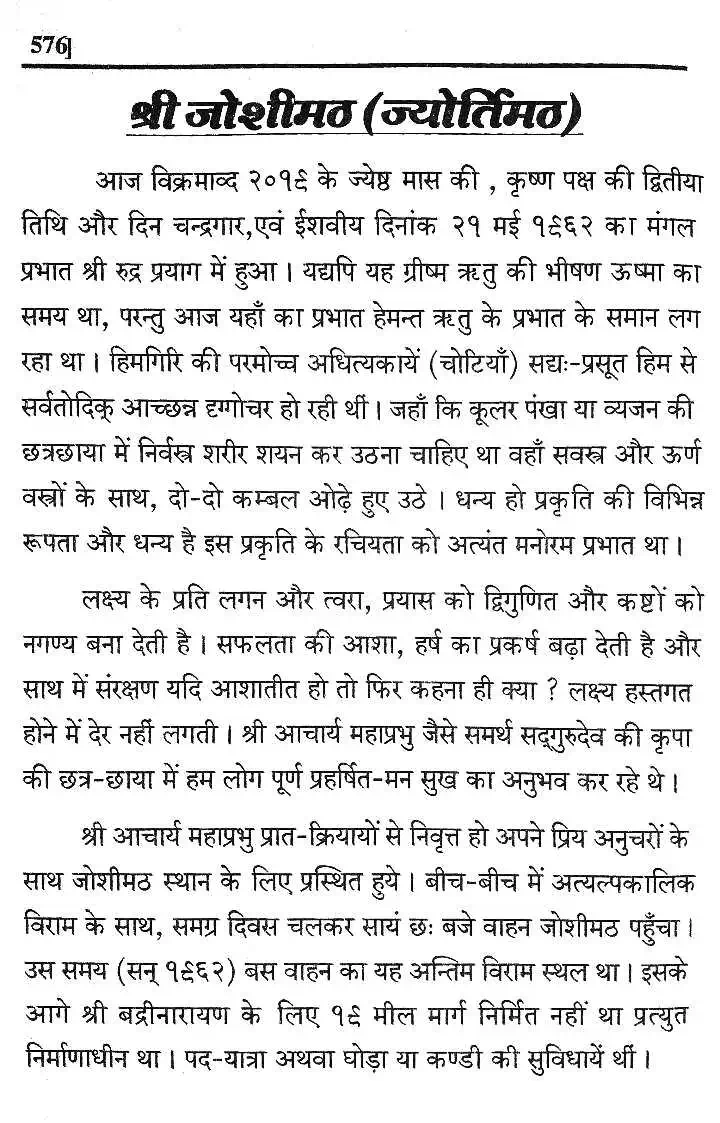 576]
श्री जोशीमठ (ज्योर्तिमठ)
आज विक्रमाव्द २०१९ के ज्येष्ठ मास की , कृष्ण पक्ष की द्वितीया
तिथि और दिन चन्द्रगार,एवं ईशवीय दिनांक २१ मई १९६२ का मंगल
प्रभात श्री रुद्र प्रयाग में हुआ । यद्यपि यह ग्रीष्म ऋतु की भीषण ऊष्मा का
समय था, परन्तु आज यहाँ का प्रभात हेमन्त ऋतु के प्रभात के समान लग
रहा था । हिमगिरि की परमोच्च अधित्यकायें (चोटियाँ) सद्यः-प्रसूत हिम से
सर्वतोदिक् आच्छन्न दृग्गोचर हो रही थीं । जहाँ कि कूलर पंखा या व्यजन की
छत्रछाया में निर्वस्त्र शरीर शयन कर उठना चाहिए था वहाँ सवस्त्र और ऊर्ण
वस्त्रों के साथ, दो-दो कम्बल ओढ़े हुए उठे । धन्य हो प्रकृति की विभिन्न
रूपता और धन्य है इस प्रकृति के रचियता को अत्यंत मनोरम प्रभात था ।
लक्ष्य के प्रति लगन और त्वरा, प्रयास को द्विगुणित और कष्टों को
नगण्य बना देती है । सफलता की आशा, हर्ष का प्रकर्ष बढ़ा देती है और
साथ में संरक्षण यदि आशातीत हो तो फिर कहना ही क्या ? लक्ष्य हस्तगत
होने में देर नहीं लगती । श्री आचार्य महाप्रभु जैसे समर्थ सद्गुरुदेव की कृपा
की छत्र-छाया में हम लोग पूर्ण प्रहर्षित-मन सुख का अनुभव कर रहे थे ।
श्री आचार्य महाप्रभु प्रात-क्रियायों से निवृत्त हो अपने प्रिय अनुचरों के
साथ जोशीमठ स्थान के लिए प्रस्थित हुये । बीच-बीच में अत्यल्पकालिक
विराम के साथ, समग्र दिवस चलकर सायं छः बजे वाहन जोशीमठ पहुँचा ।
उस समय (सन् १९६२) बस वाहन का यह अन्तिम विराम स्थल था । इसके
आगे श्री बद्रीनारायण के लिए १९ मील मार्ग निर्मित नहीं था प्रत्युत
निर्माणाधीन था । पद-यात्रा अथवा घोड़ा या कण्डी की सुविधायें थीं ।